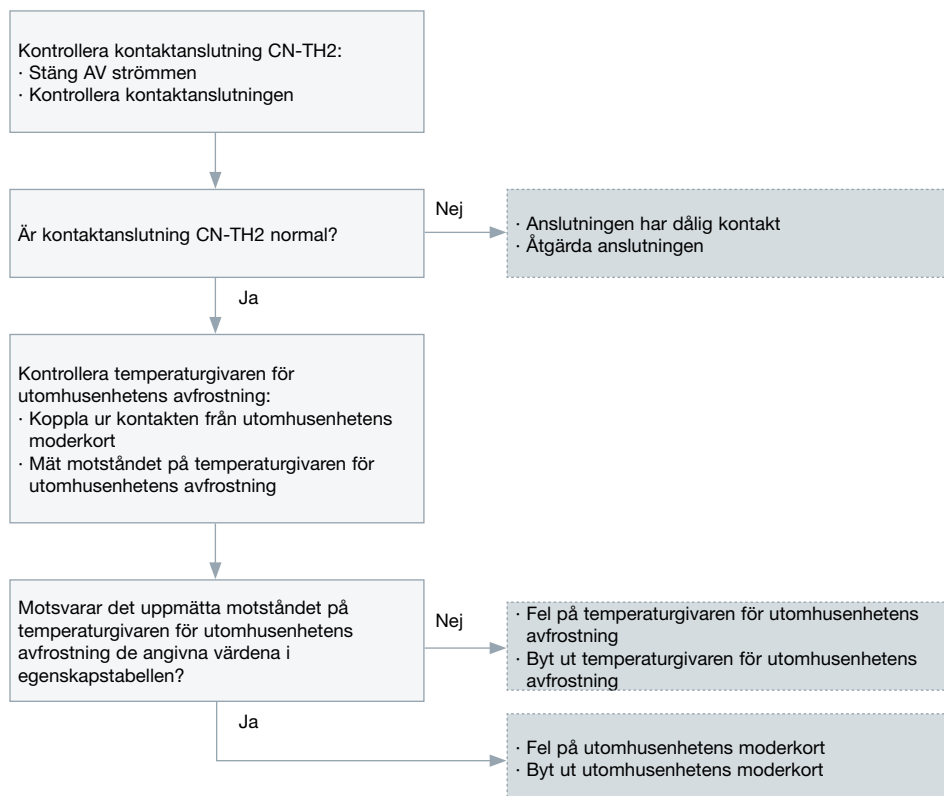 Kontrollera kontaktanslutning CN-TH2:
· Stäng AV strömmen
· Kontrollera kontaktanslutningen
Är kontaktanslutning CN-TH2 normal?
Nej
· Anslutningen har dålig kontakt
· Åtgärda anslutningen
Ja
Kontrollera temperaturgivaren för
utomhusenhetens avfrostning:
· Koppla ur kontakten från utomhusenhetens
moderkort
· Mät motståndet på temperaturgivaren för
utomhusenhetens avfrostning
Motsvarar det uppmätta motståndet på
temperaturgivaren för utomhusenhetens
avfrostning de angivna värdena i
egenskapstabellen?
Nej
· Fel på temperaturgivaren för utomhusenhetens
avfrostning
· Byt ut temperaturgivaren för utomhusenhetens
avfrostning
Ja
· Fel på utomhusenhetens moderkort
· Byt ut utomhusenhetens moderkort